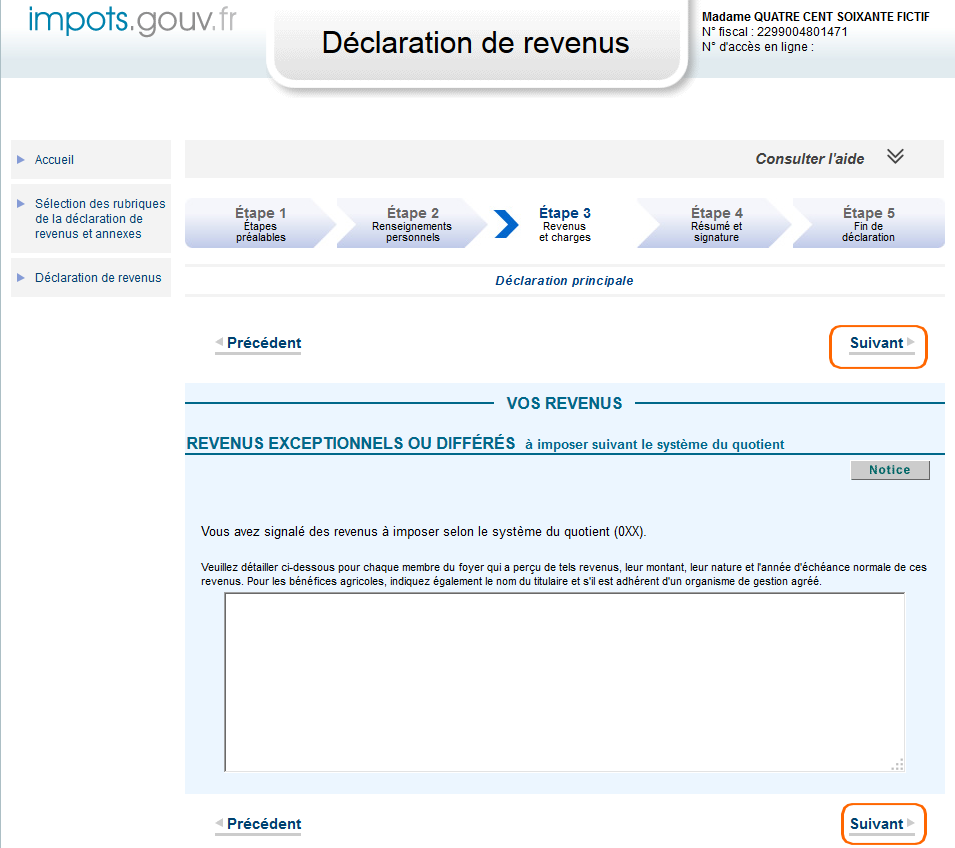 impots.gouv.fr
Déclaration de revenus
Madame QUATRE CENT SOIXANTE FICTIF
N° fiscal : 2299004801471
N° d'accès en ligne :
Accueil
Sélection des rubriques
de la déclaration de
revenus et annexes
Déclaration de revenus
Consulter l'aide
Étape 1
Étapes
préalables
Étape 2
Renseignements
personnels
Étape 3
Revenus
et charges
Étape 4
Résumé et
signature
Étape 5
Fin de
déclaration
Déclaration principale
Précédent
Suivant
VOS REVENUS
REVENUS EXCEPTIONNELS OU DIFFÉRÉS à imposer suivant le système du quotient
Notice
Vous avez signalé des revenus à imposer selon le système du quotient (0XX).
Veuillez détailler ci-dessous pour chaque membre du foyer qui a perçu de tels revenus, leur montant, leur nature et l'année d'échéance normale de ces
revenus. Pour les bénéfices agricoles, indiquez également le nom du titulaire et s'il est adhérent d'un organisme de gestion agréé.
Précédent
Suivant